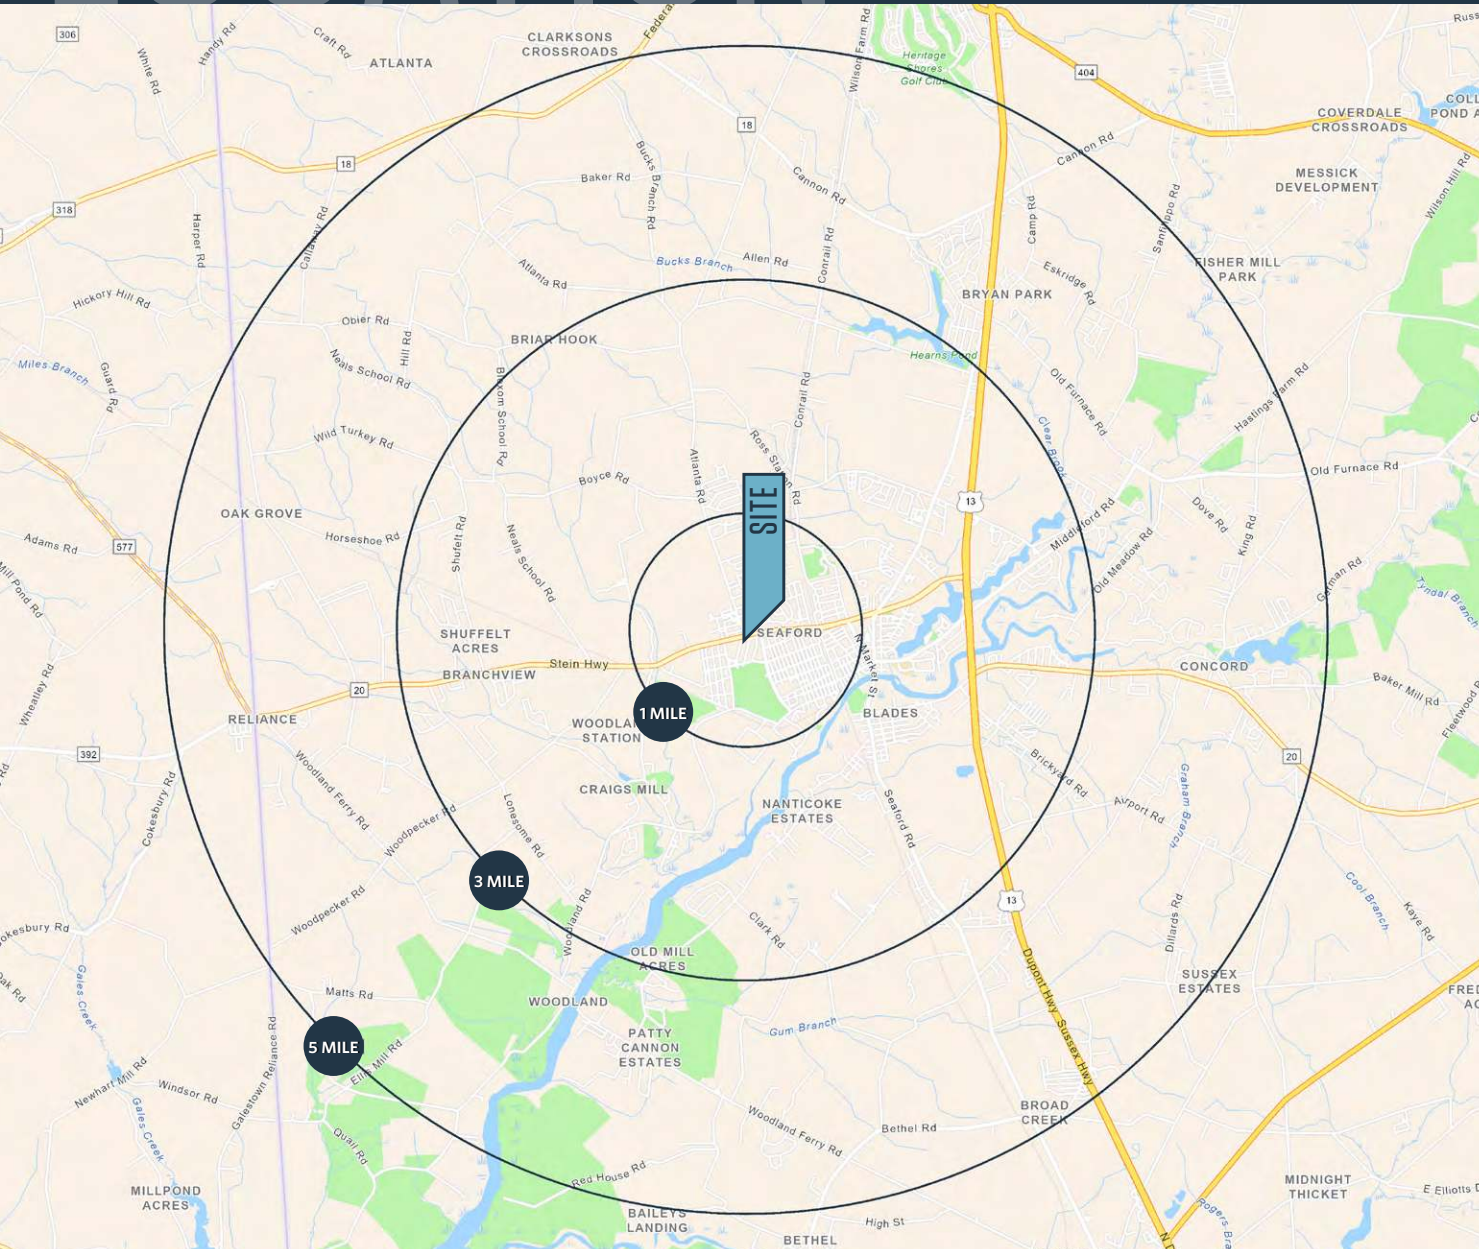 306
Handy Rd
Craft Rd
White Rd
ATLANTA
CLARKSONS
CROSSROADS
Federal
Wilson Farm Rd
Heritage
Shores
Golf Club
404
COVERDALE
CROSSROADS
18
18
Cannon Rd
MESSICK
DEVELOPMENT
Wilson Hill Rd
318
Harper Rd
Callaway Rd
Baker Rd
Bucks Branch Rd
Cannon Rd
Camp Rd
Sanfilippo Rd
Conrail Rd
Allen Rd
Bucks Branch
Atlanta Rd
Eskridge Rd
FISHER MILL
PARK
BRYAN PARK
Hickory Hill Rd
Obier Rd
Hill Rd
BRIAR HOOK
Hearns Pond
Miles Branch
Guard Rd
Neals School Rd
Bloxom School Rd
Conrail Rd
Old Furnace Rd
Hastings Farm Rd
Wild Turkey Rd
Clear Brook
Ross Station Rd
Atlanta Rd
Boyce Rd
Old Furnace Rd
SITE
13
OAK GROVE
Adams Rd
577
Horseshoe Rd
Shufelt Rd
Neals School Rd
Middleford Rd
Old Meadow Rd
Dove Rd
King Rd
Mill Pond Rd
Tyndal Branch
SHUFFELT
ACRES
SEAFORD
BRANCHVIEW
Stein Hwy
N Market St
CONCORD
Baker Mill Rd
Wheatley Rd
20
RELIANCE
1 MILE
WOODLAND
STATION
BLADES
392
20
Cokesbury Rd
Woodland Ferry Rd
Woodpecker Rd
Lonesome Rd
CRAIGS MILL
NANTICOKE
ESTATES
Seaford Rd
Brickyard Rd
Airport Rd
Graham Branch
3 MILE
13
Woodpecker Rd
Woodland Rd
Clark Rd
Dillards Rd
Cool Branch
Kaye Rd
OLD MILL
ACRES
Gales Creek
Matts Rd
WOODLAND
SUSSEX
ESTATES
Dupont Hwy
Sussex Hwy
PATTY
CANNON
ESTATES
Gum Branch
5 MILE
Ellis Mill Rd
Galestown Reliance Rd
Newhart Mill Rd
Windsor Rd
Gales Creek
Quail Rd
Woodland Ferry Rd
Bethel Rd
BROAD
CREEK
Red House Rd
MILLPOND
ACRES
BAILEYS
LANDING
BETHEL
High St
MIDNIGHT
THICKET